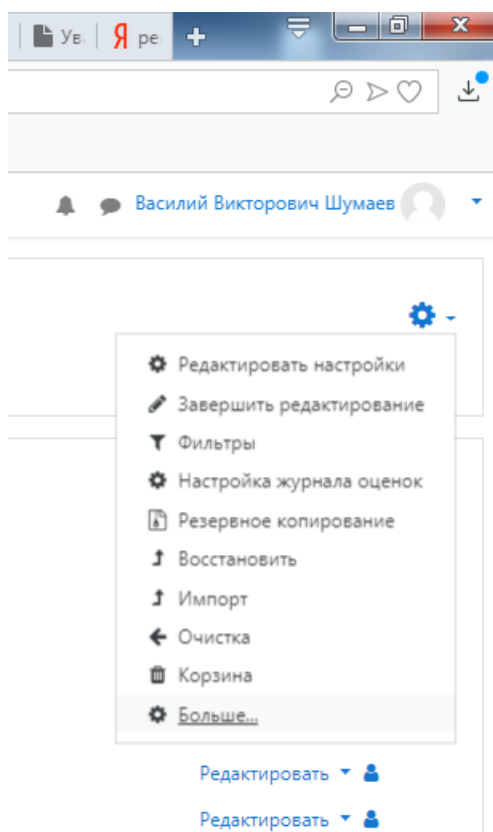 Ув Я ре
Василий Викторович Шумаев
Редактировать настройки
Завершить редактирование
Фильтры
Настройка журнала оценок
Резервное копирование
Восстановить
Импорт
Очистка
Корзина
Больше...
Редактировать
Редактировать